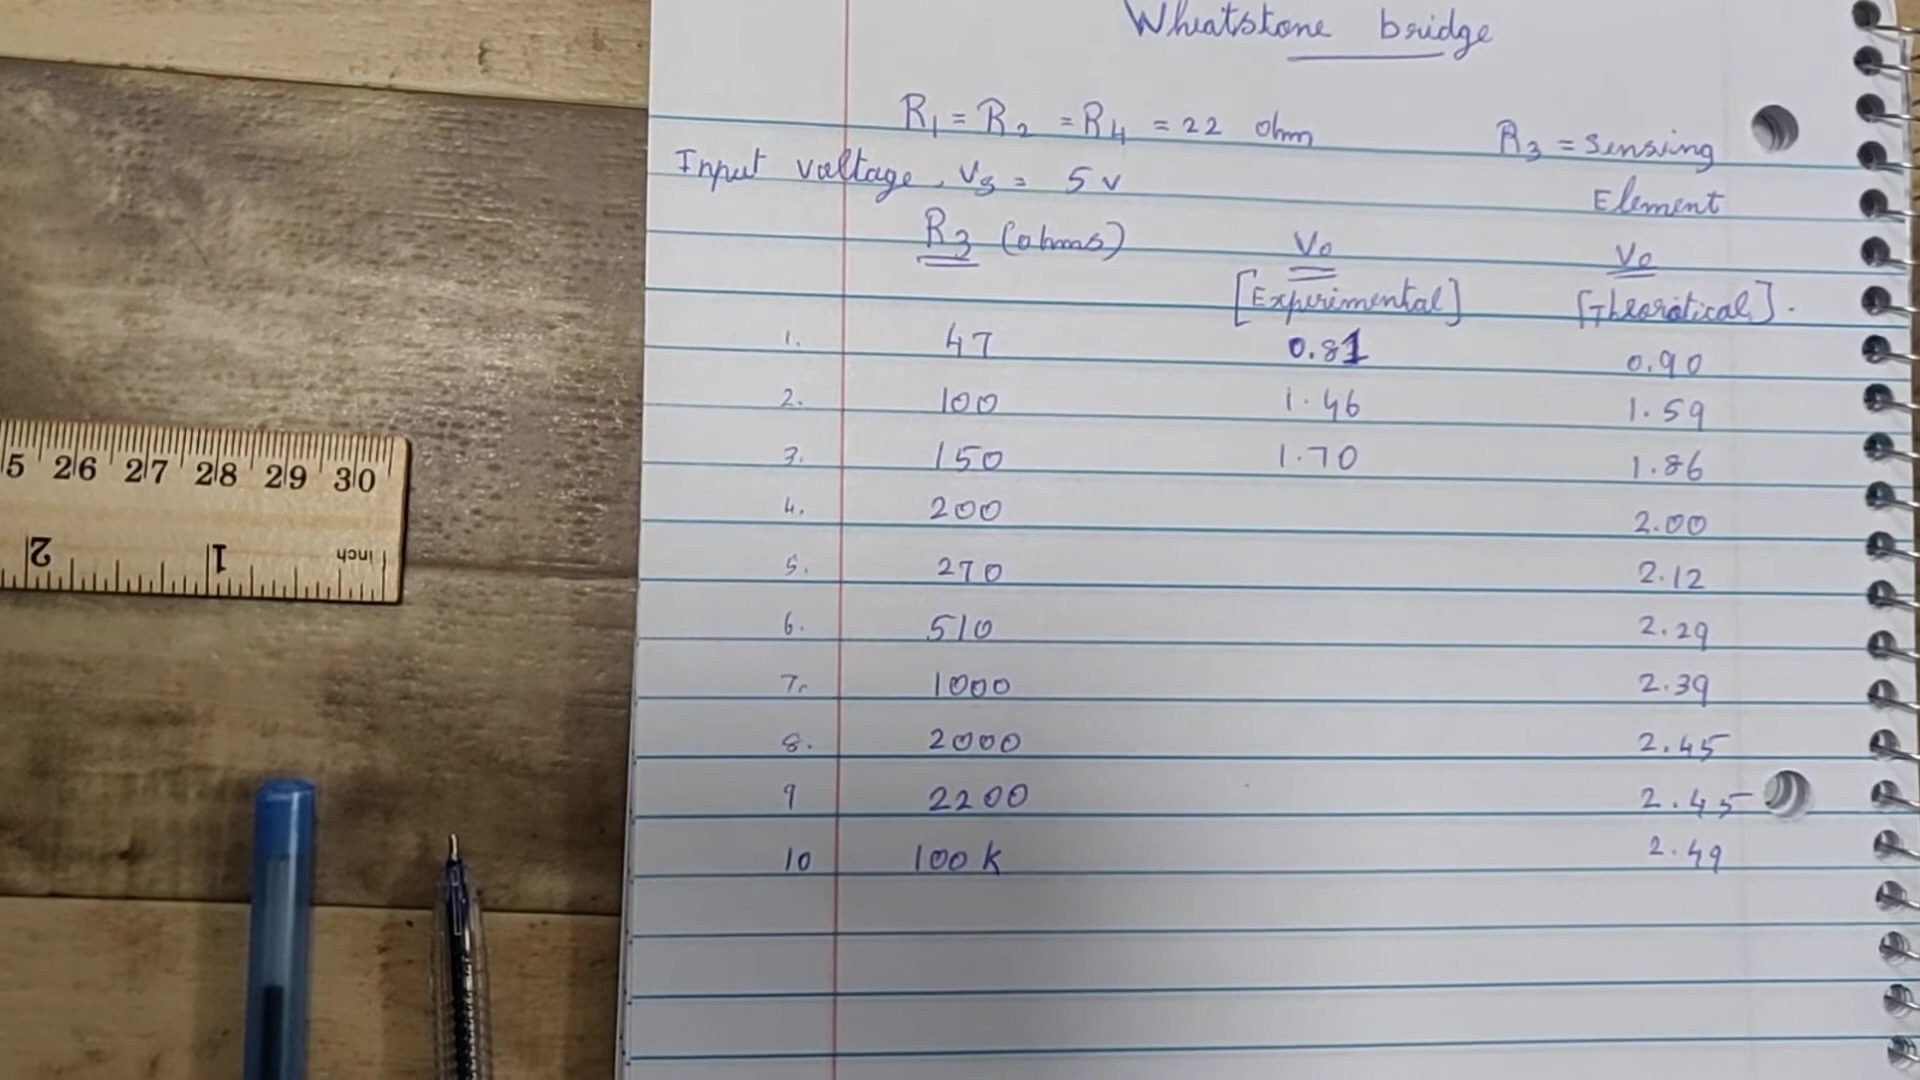 Wheatstone bridge
R1 = R2 = R4 = 22 ohm R3 = Sensing
Input voltage, Vs = 5v Element
R3 (ohms) Vo Vo
[Experimental] [Theoratical].
1. 47 0.81 0.90
2. 100 1.46 1.59
3. 150 1.70 1.86
4. 200 2.00
5. 270 2.12
6. 510 2.29
7. 1000 2.39
8. 2000 2.45
9 2200 2.45
10 100K 2.49
5 26 27 28 29 30
2 1 inch